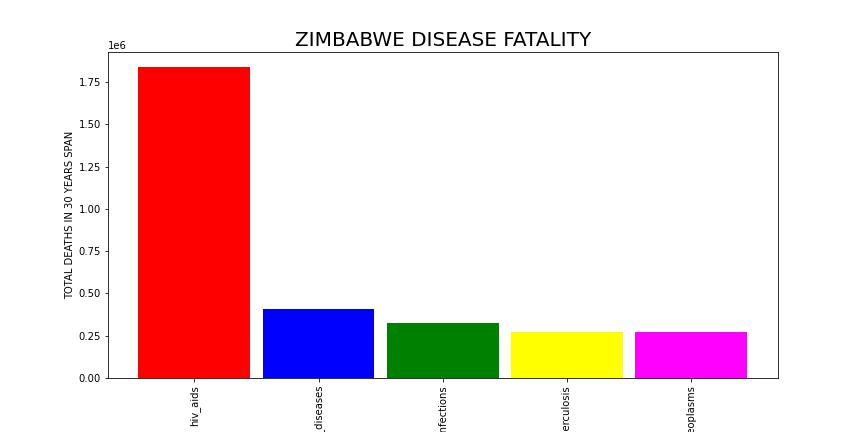 ZIMBABWE DISEASE FATALITY
1e6
TOTAL DEATHS IN 30 YEARS SPAN
1.75
1.50
1.25
1.00
0.75
0.50
0.25
0.00
hiv_aids
_diseases
nfections
erculosis
eoplasms